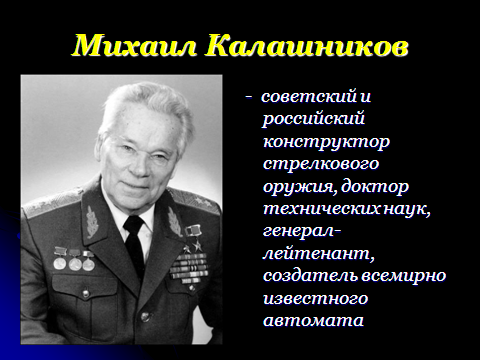 Михаил Калашников
- советский и
российский
конструктор
стрелкового
оружия, доктор
технических наук,
генерал-
лейтенант,
создатель всемирно
известного
автомата